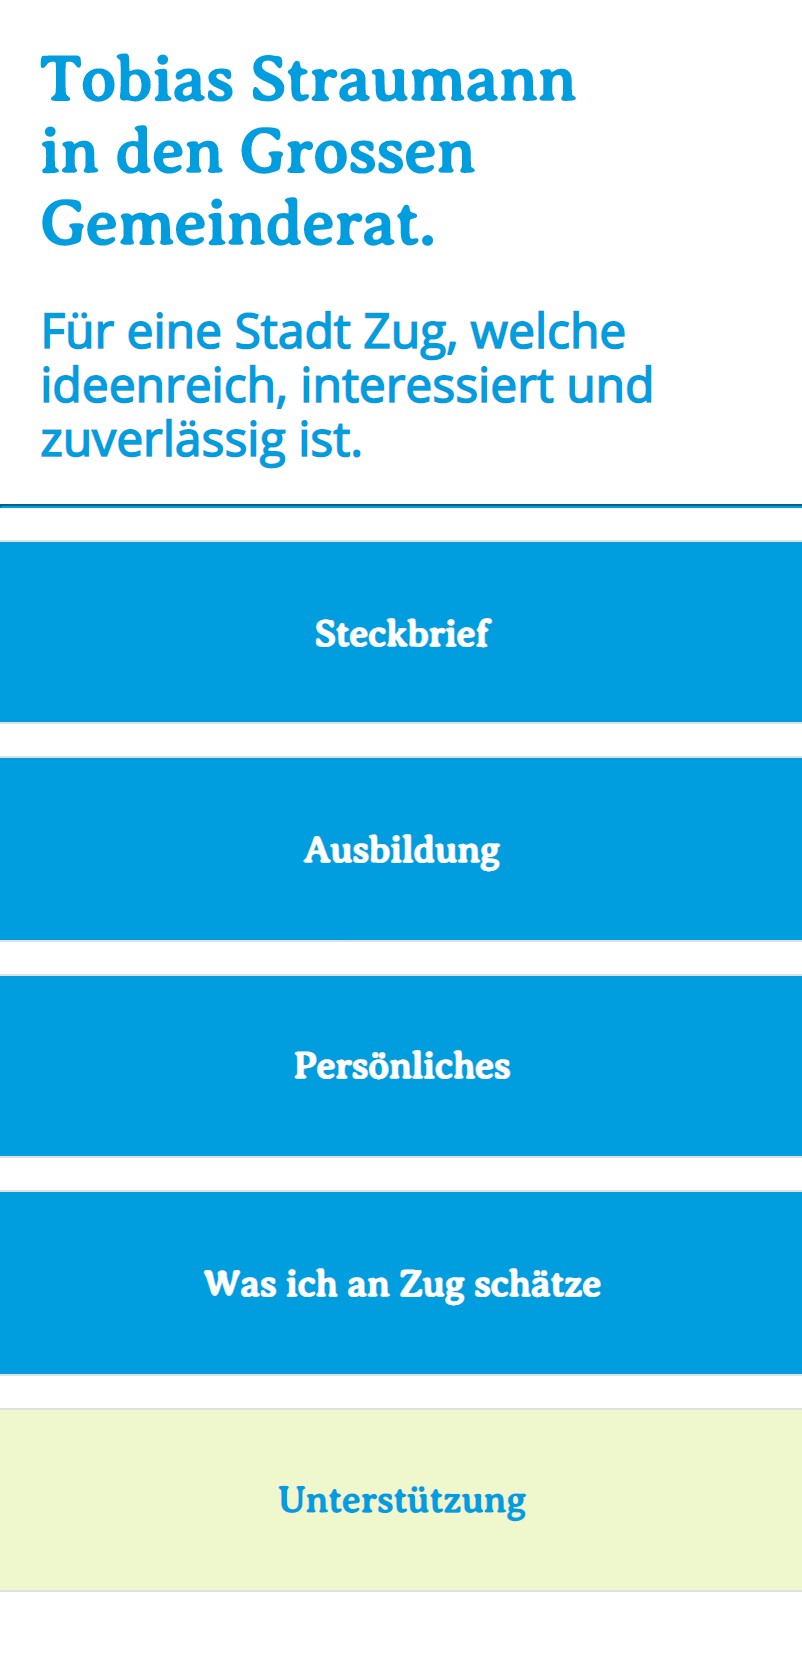 Tobias Straumann
in den Grossen
Gemeinderat.
Für eine Stadt Zug, welche
ideenreich, interessiert und
zuverlässig ist.
Steckbrief
Ausbildung
Persönliches
Was ich an Zug schätze
Unterstützung